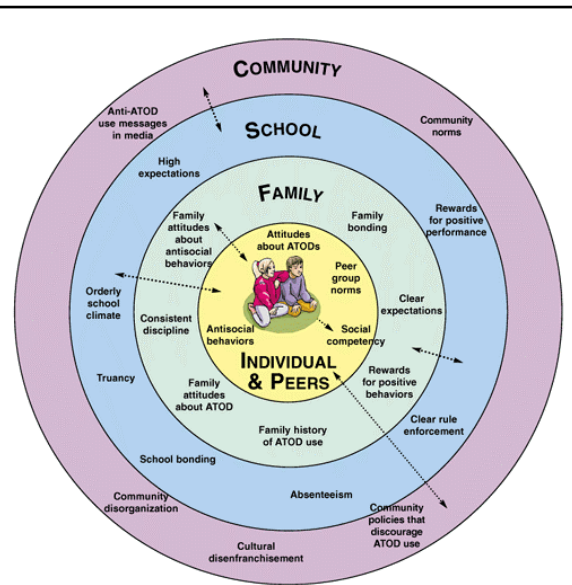 COMMUNITY
Anti-ATOD
use messages
in media
Community
norms
SCHOOL
High
expectations
Rewards
for positive
performance
FAMILY
Family
attitudes
about
antisocial
behaviors
Family
bonding
Attitudes
about ATODs
Peer
group
norms
Orderly
school
climate
Consistent
discipline
Clear
expectations
Antisocial
behaviors
Social
competency
INDIVIDUAL
& PEERS
Truancy
Family
attitudes
about ATOD
Rewards
for positive
behaviors
Clear rule
enforcement
Family history
of ATOD use
School bonding
Absenteeism
Community
disorganization
Community
policies that
discourage
ATOD use
Cultural
disenfranchisement